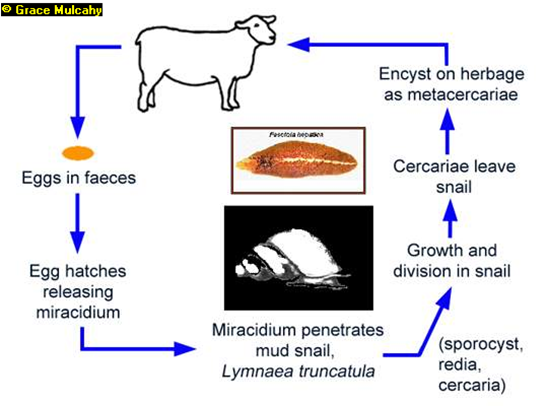 © Grace Mulcahy
Eggs in faeces
Egg hatches
releasing
miracidium
Fasciola hepatica
Miracidium penetrates
mud snail,
Lymnaea truncatula
(sporocyst,
redia,
cercaria)
Growth and
division in snail
Cercariae leave
snail
Encyst on herbage
as metacercariae